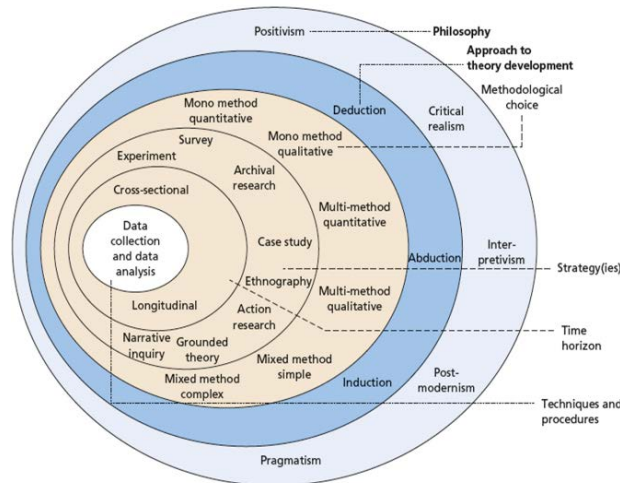 Positivism
Philosophy
Approach to
theory development
Methodological
choice
Mono method
quantitative
Deduction
Critical
realism
Survey
Mono method
qualitative
Experiment
Archival
research
Cross-sectional
Multi-method
quantitative
Data
collection
and data
analysis
Case study
Inter-
pretivism
Abduction
Strategy(ies)
Ethnography
Multi-method
qualitative
Longitudinal
Action
research
Time
horizon
Narrative
inquiry
Grounded
theory
Mixed method
simple
Post-
modernism
Mixed method
complex
Induction
Techniques and
procedures
Pragmatism